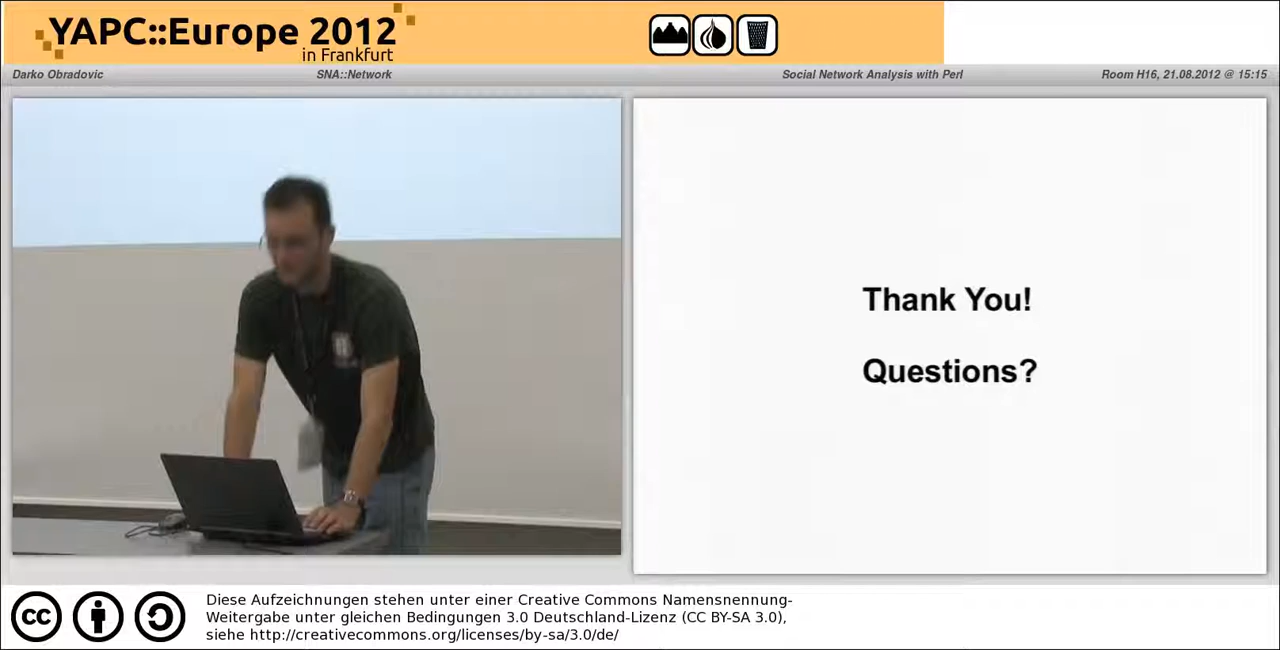 YAPC::Europe 2012
in Frankfurt
Darko Obradovic
SNA::Network
Social Network Analysis with Perl
Room H16, 21.08.2012 @ 15:15
Thank You!
Questions?
cc
Diese Aufzeichnungen stehen unter einer Creative Commons Namensnennung-
Weitergabe unter gleichen Bedingungen 3.0 Deutschland-Lizenz (CC BY-SA 3.0),
siehe http://creativecommons.org/licenses/by-sa/3.0/de/